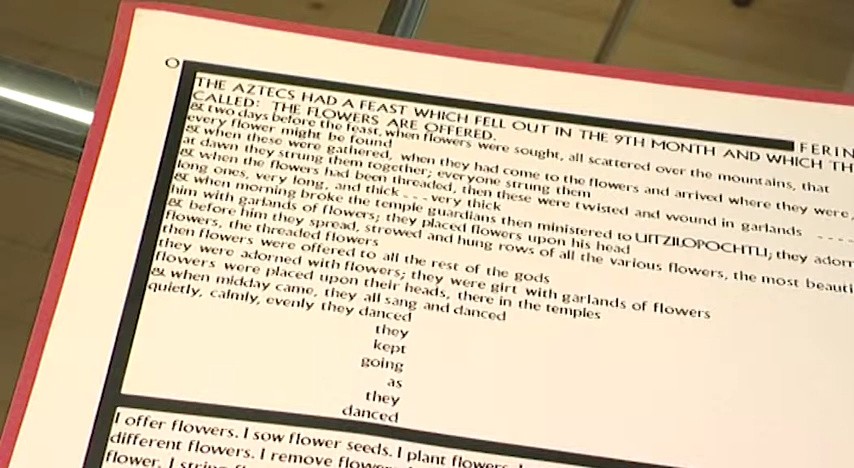 O
FERIN
THE AZTECS HAD A FEAST WHICH FELL OUT IN THE 9TH MONTH AND WHICH TH
CALLED: THE FLOWERS ARE OFFERED.
& two days before the feast, when flowers were sought, all scattered over the mountains, that
every flower might be found
& when these were gathered, when they had come to the flowers and arrived where they were,
at dawn they strung them together; everyone strung them
& when the flowers had been threaded, then these were twisted and wound in garlands ----
long ones, very long, and thick --- very thick
& when morning broke the temple guardians then ministered to UITZILOPOCHTLI; they adorn
him with garlands of flowers; they placed flowers upon his head
& before him they spread, strewed and hung rows of all the various flowers, the most beauti
flowers, the threaded flowers
then flowers were offered to all the rest of the gods
they were adorned with flowers; they were girt with garlands of flowers
flowers were placed upon their heads, there in the temples
& when midday came, they all sang and danced
quietly, calmly, evenly they danced
they
kept
going
as
they
danced
I offer flowers. I sow flower seeds. I plant flowers. I
different flowers. I remove flowers
flower. I string